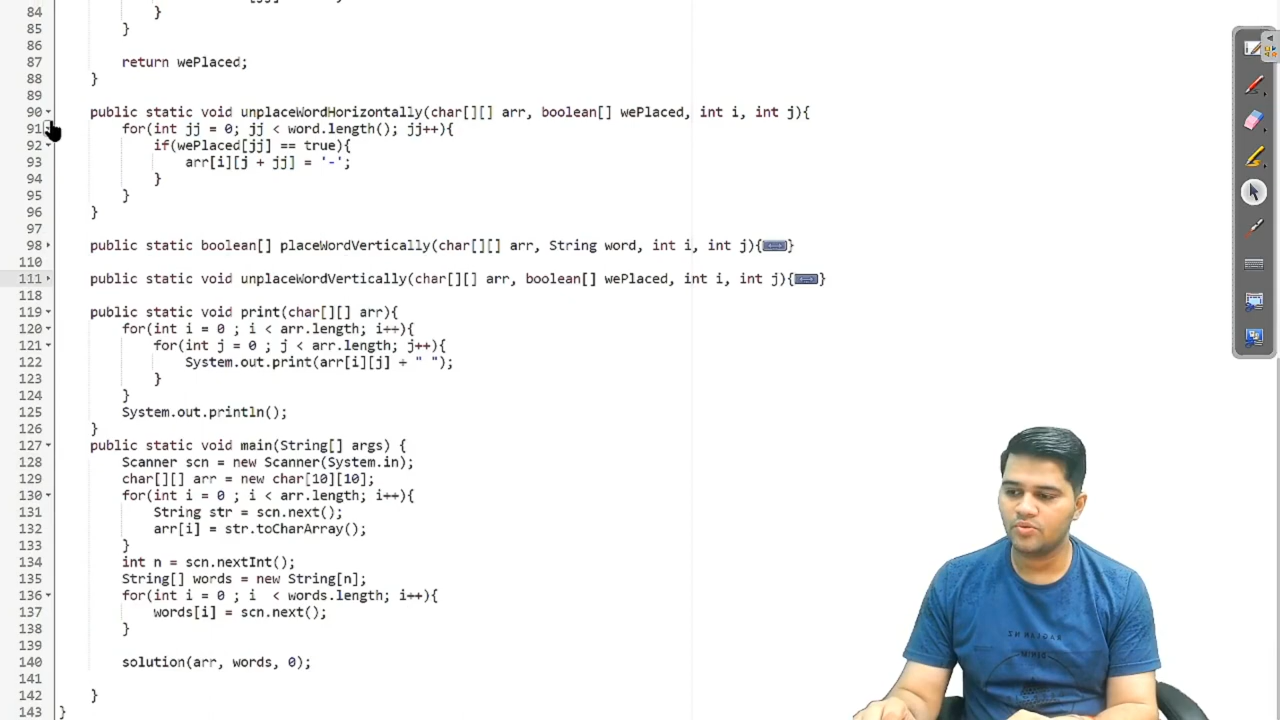 84 }
85 }
86
87 return wePlaced;
88 }
89
90 public static void unplaceWordHorizontally(char[][] arr, boolean[] wePlaced, int i, int j){
91 for(int jj = 0; jj < word.length(); jj++){
92 if(wePlaced[jj] == true){
93 arr[i][j + jj] = '-';
94 }
95 }
96 }
97
98 public static boolean[] placeWordVertically(char[][] arr, String word, int i, int j){}
110
111 public static void unplaceWordVertically(char[][] arr, boolean[] wePlaced, int i, int j){}
118
119 public static void print(char[][] arr){
120 for(int i = 0 ; i < arr.length; i++){
121 for(int j = 0 ; j < arr.length; j++){
122 System.out.print(arr[i][j] + " ");
123 }
124 }
125 System.out.println();
126 }
127 public static void main(String[] args) {
128 Scanner scn = new Scanner(System.in);
129 char[][] arr = new char[10][10];
130 for(int i = 0 ; i < arr.length; i++){
131 String str = scn.next();
132 arr[i] = str.toCharArray();
133 }
134 int n = scn.nextInt();
135 String[] words = new String[n];
136 for(int i = 0 ; i  < words.length; i++){
137 words[i] = scn.next();
138 }
139
140 solution(arr, words, 0);
141
142 }
143 }